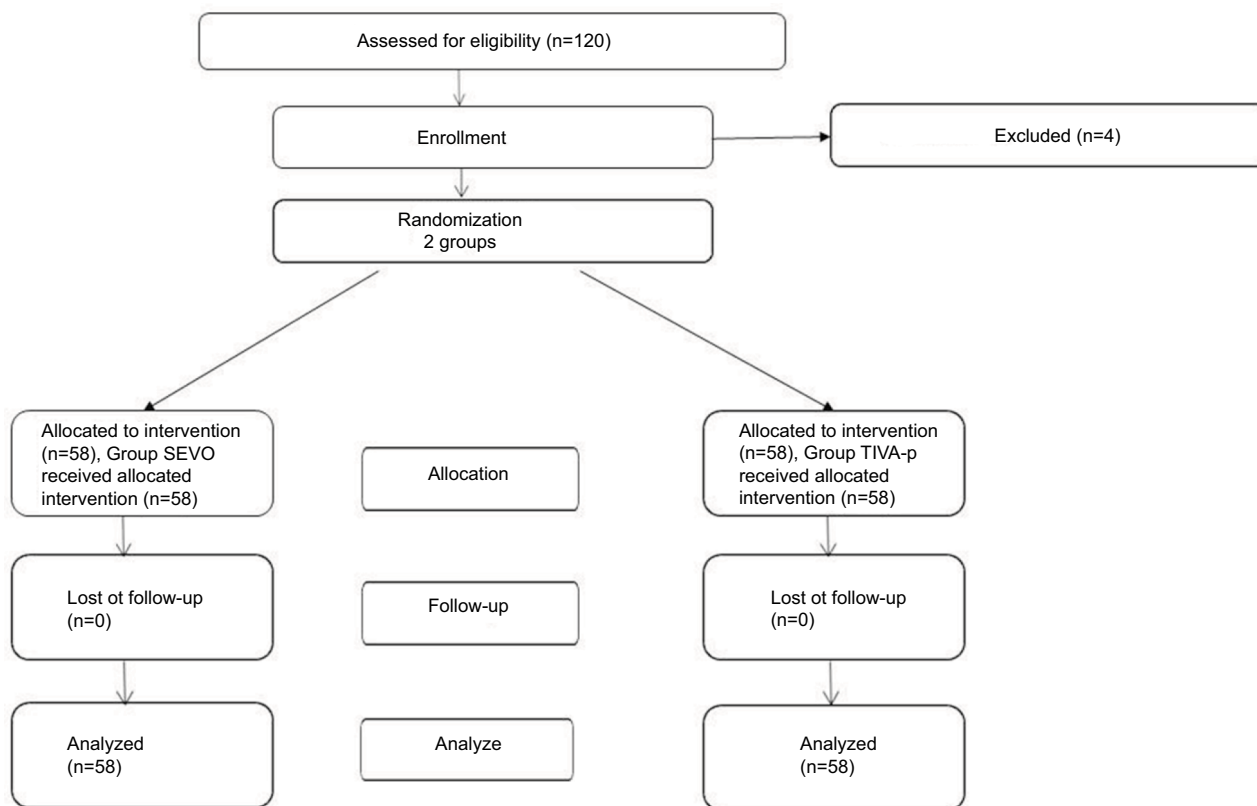 Assessed for eligibility (n=120)
Enrollment
Excluded (n=4)
Randomization
2 groups
Allocated to intervention
(n=58), Group SEVO
received allocated
intervention (n=58)
Allocation
Allocated to intervention
(n=58), Group TIVA-p
received allocated
intervention (n=58)
Lost ot follow-up
(n=0)
Follow-up
Lost ot follow-up
(n=0)
Analyzed
(n=58)
Analyze
Analyzed
(n=58)